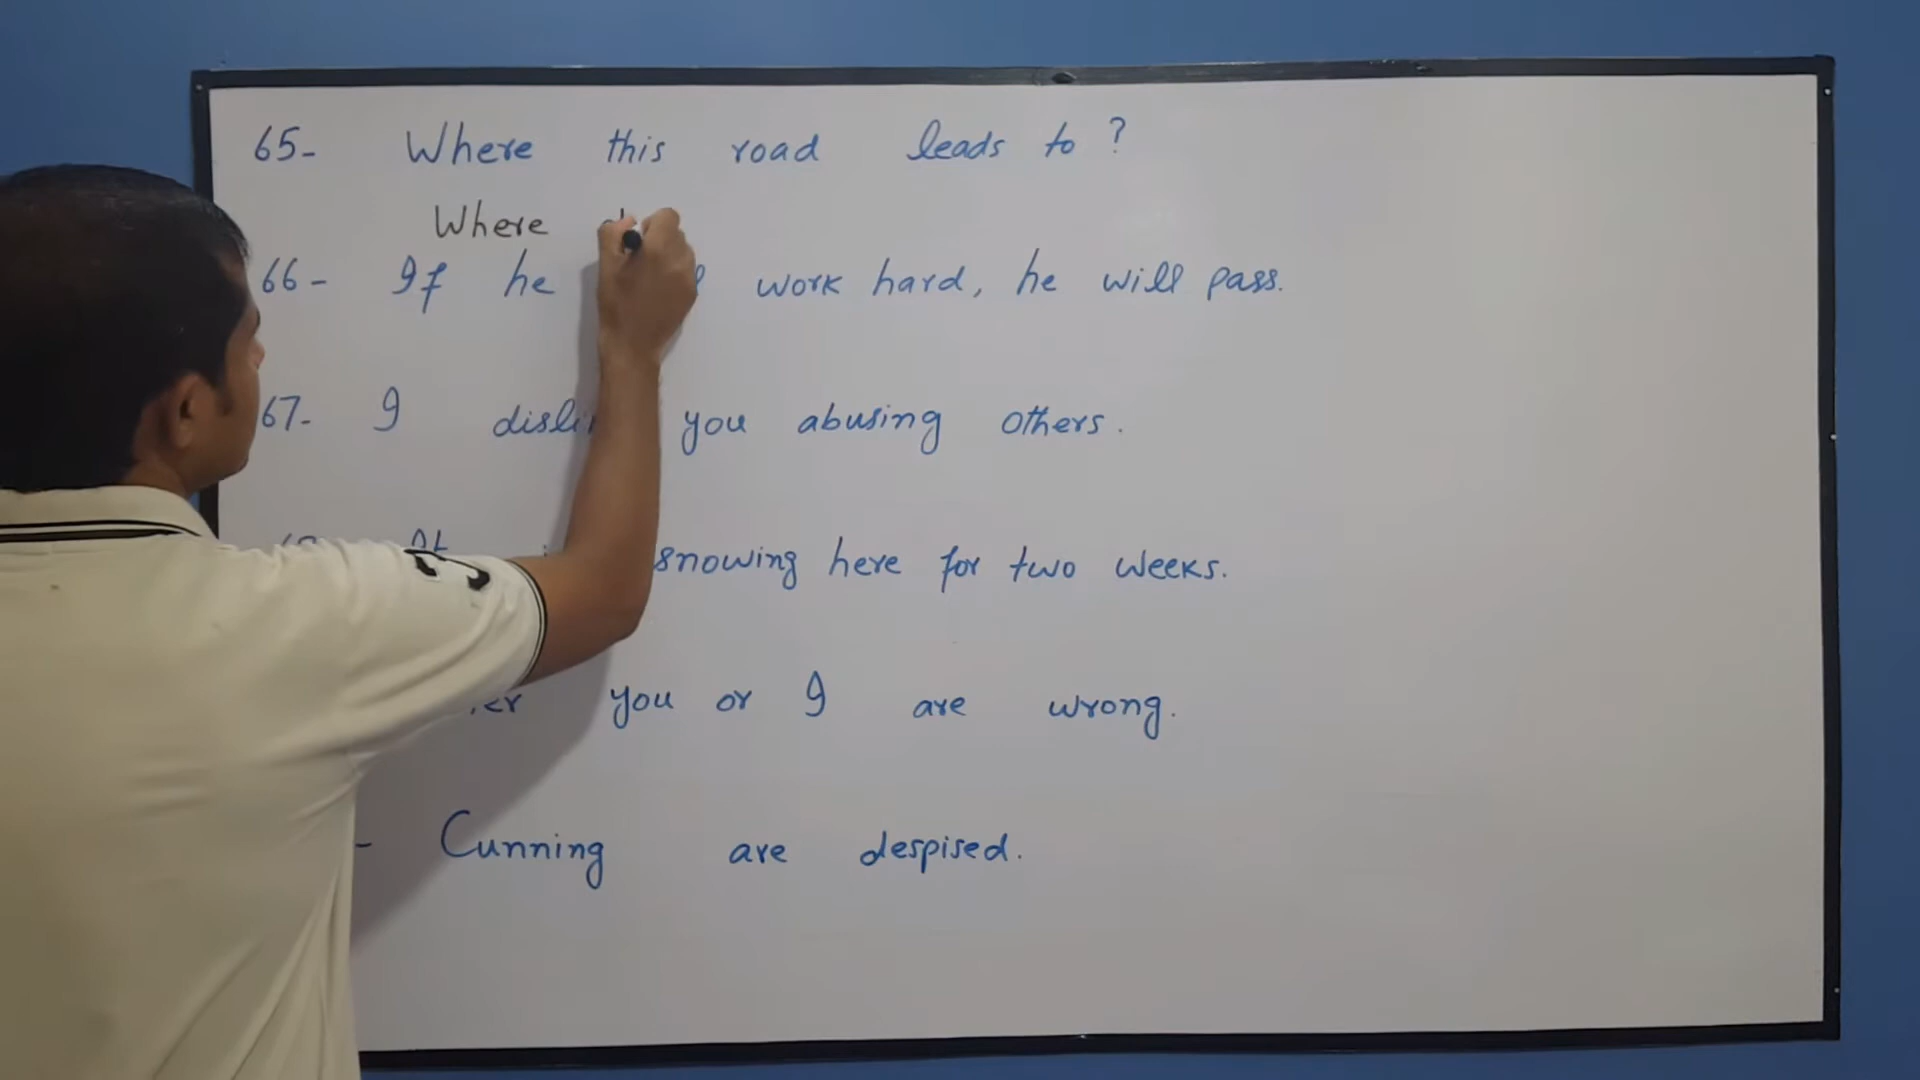 65- Where this road leads to ?
Where
66- If he work hard, he will pass.
67- I you abusing others.
snowing here for two weeks.
you or I are wrong.
- Cunning are despised.